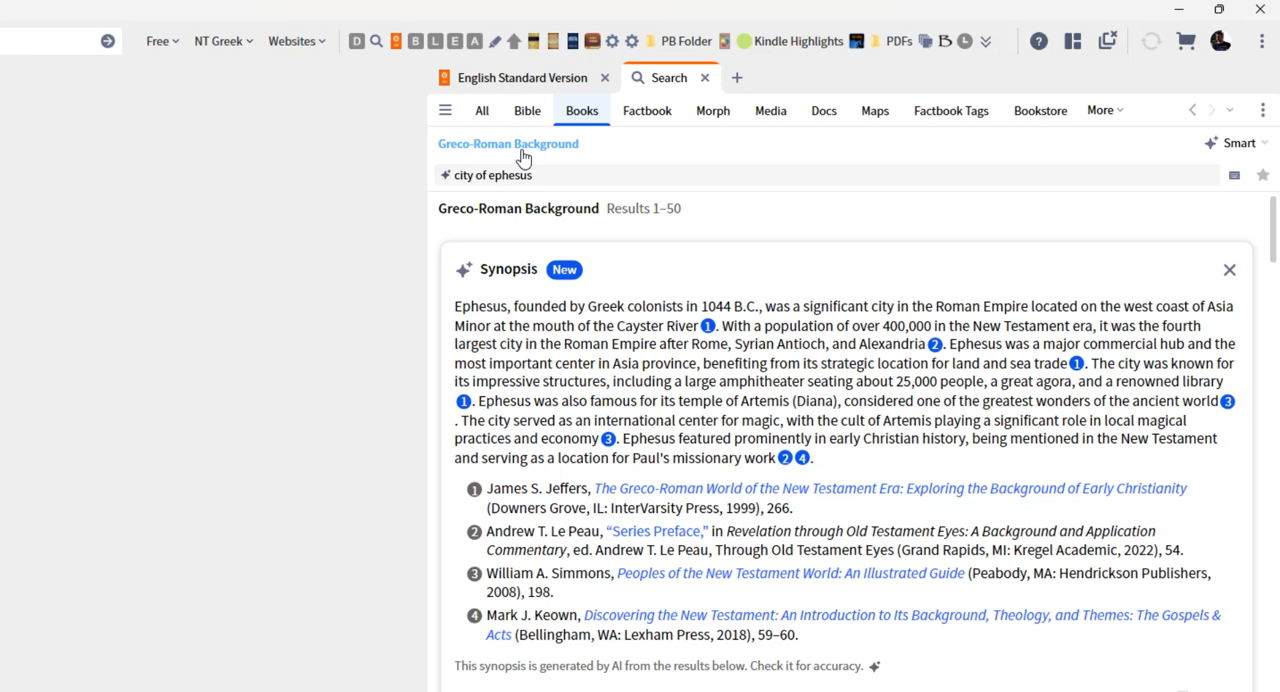 Free NT Greek Websites D B L E A PB Folder Kindle Highlights PDFs B ?
English Standard Version Search
All Bible Books Factbook Morph Media Docs Maps Factbook Tags Bookstore More
Greco-Roman Background Smart
city of ephesus
Greco-Roman Background Results 1–50
Synopsis New
Ephesus, founded by Greek colonists in 1044 B.C., was a significant city in the Roman Empire located on the west coast of Asia
Minor at the mouth of the Cayster River 1. With a population of over 400,000 in the New Testament era, it was the fourth
largest city in the Roman Empire after Rome, Syrian Antioch, and Alexandria 2. Ephesus was a major commercial hub and the
most important center in Asia province, benefiting from its strategic location for land and sea trade 1. The city was known for
its impressive structures, including a large amphitheater seating about 25,000 people, a great agora, and a renowned library
1. Ephesus was also famous for its temple of Artemis (Diana), considered one of the greatest wonders of the ancient world 3
. The city served as an international center for magic, with the cult of Artemis playing a significant role in local magical
practices and economy 3. Ephesus featured prominently in early Christian history, being mentioned in the New Testament
and serving as a location for Paul's missionary work 2 4.
1 James S. Jeffers, The Greco-Roman World of the New Testament Era: Exploring the Background of Early Christianity
(Downers Grove, IL: InterVarsity Press, 1999), 266.
2 Andrew T. Le Peau, “Series Preface,” in Revelation through Old Testament Eyes: A Background and Application
Commentary, ed. Andrew T. Le Peau, Through Old Testament Eyes (Grand Rapids, MI: Kregel Academic, 2022), 54.
3 William A. Simmons, Peoples of the New Testament World: An Illustrated Guide (Peabody, MA: Hendrickson Publishers,
2008), 198.
4 Mark J. Keown, Discovering the New Testament: An Introduction to Its Background, Theology, and Themes: The Gospels &
Acts (Bellingham, WA: Lexham Press, 2018), 59–60.
This synopsis is generated by AI from the results below. Check it for accuracy.